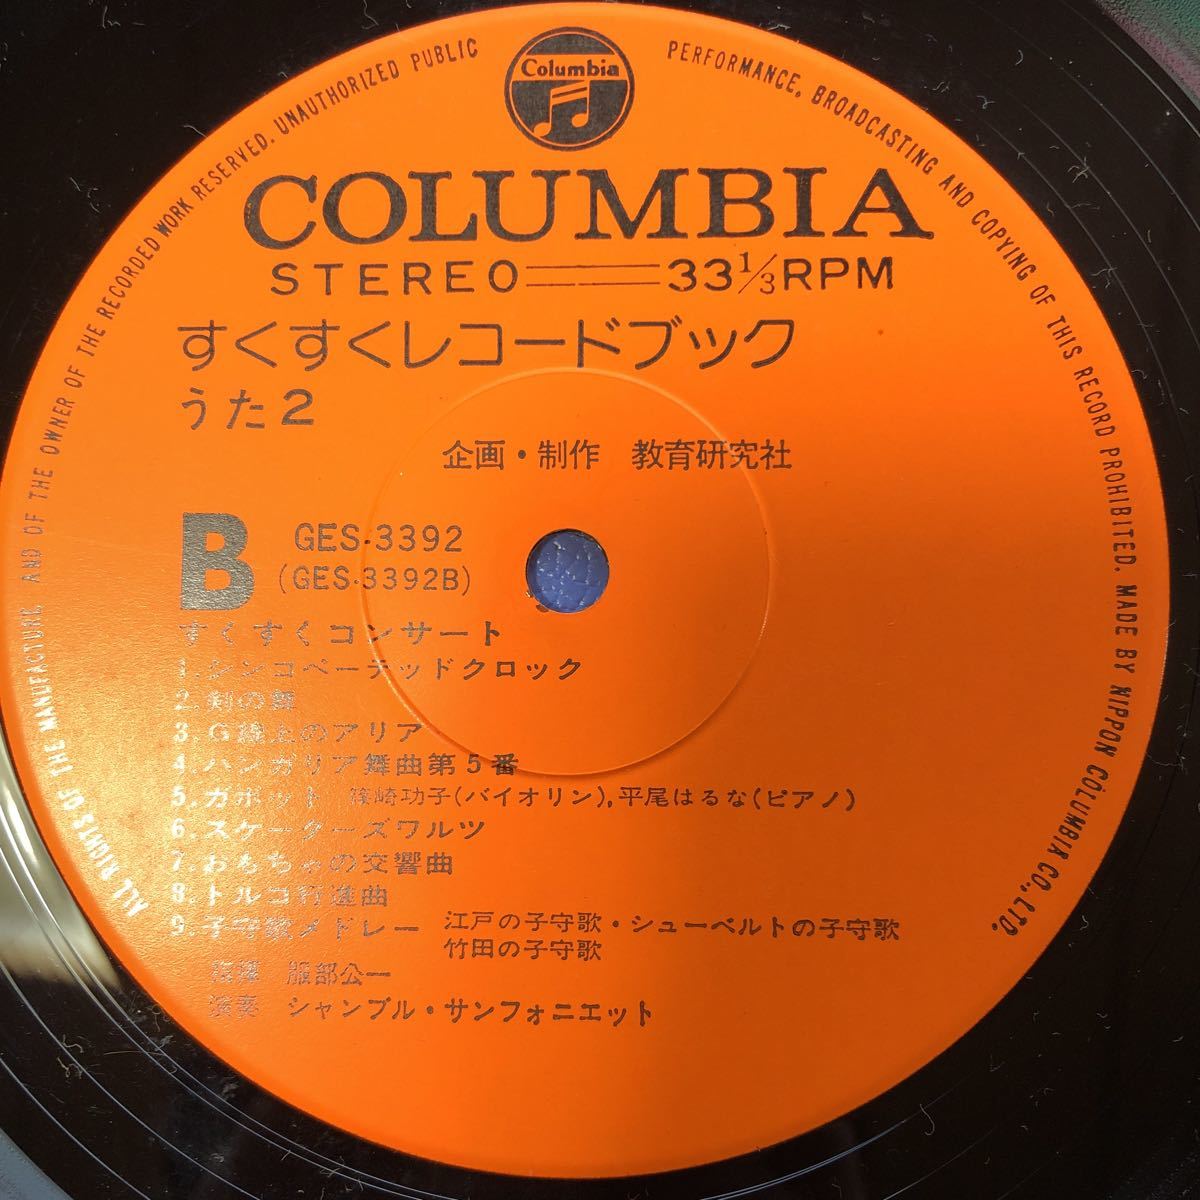 Columbia
COLUMBIA
STEREO 33 1/3 RPM
すくすくレコードブック
うた2
企画・制作 教育研究社
B
GES-3392
(GES-3392B)
すくすくコンサート
1. シンコペーテッドクロック
2. 剣の舞
3. G線上のアリア
4. ハンガリア舞曲第5番
5. ガボット 篠崎功子(バイオリン), 平尾はるな(ピアノ)
6. スケーターズワルツ
7. おもちゃの交響曲
8. トルコ行進曲
9. 子守歌メドレー 江戸の子守歌・シューベルトの子守歌
竹田の子守歌
指揮 服部公一
演奏 シャンブル・サンフォニエット
ALL RIGHTS OF THE MANUFACTURE, AND OF THE OWNER OF THE RECORDED WORK RESERVED. UNAUTHORIZED PUBLIC PERFORMANCE, BROADCASTING AND COPYING OF THIS RECORD PROHIBITED. MADE BY NIPPON COLUMBIA CO., LTD.